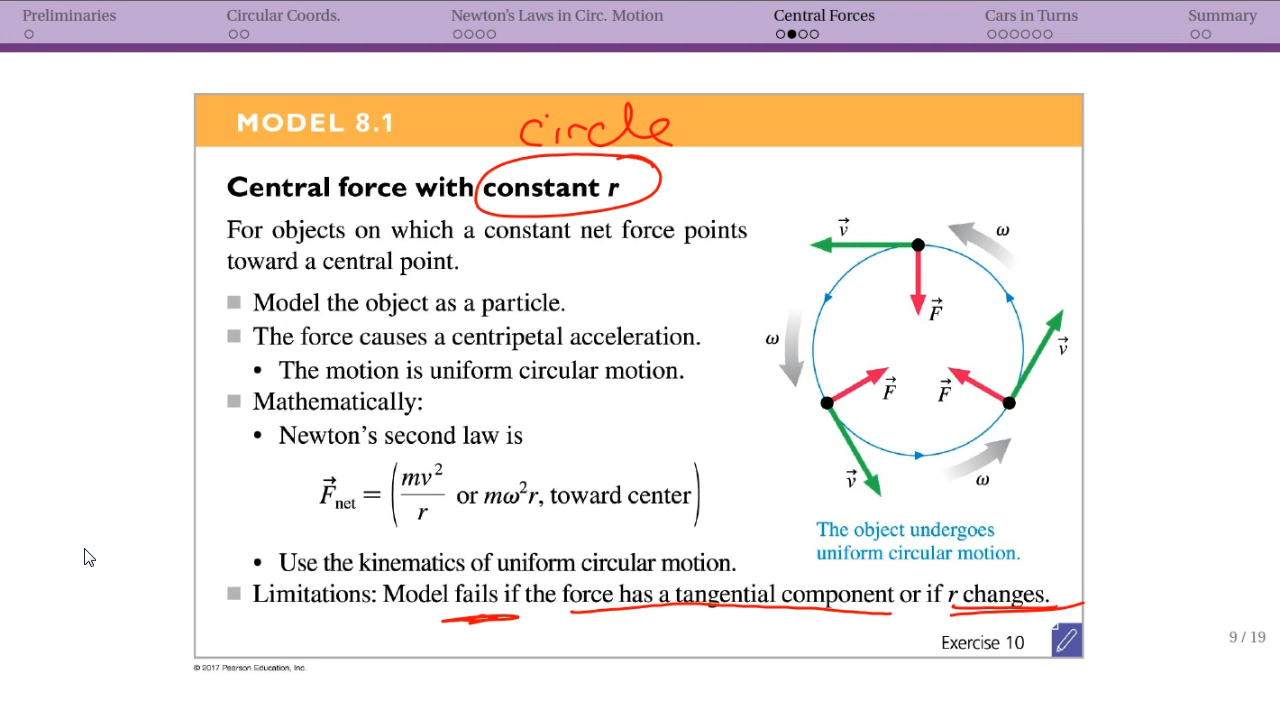 Preliminaries
Circular Coords.
Newton's Laws in Circ. Motion
Central Forces
Cars in Turns
Summary
MODEL 8.1
circle
Central force with constant r
For objects on which a constant net force points
toward a central point.
Model the object as a particle.
The force causes a centripetal acceleration.
• The motion is uniform circular motion.
Mathematically:
• Newton's second law is
F⃗net = (mv²/r or mω²r, toward center)
• Use the kinematics of uniform circular motion.
Limitations: Model fails if the force has a tangential component or if r changes.
v⃗
ω
F⃗
ω
v⃗
F⃗
F⃗
v⃗
ω
The object undergoes
uniform circular motion.
Exercise 10
9 / 19
© 2017 Pearson Education, Inc.